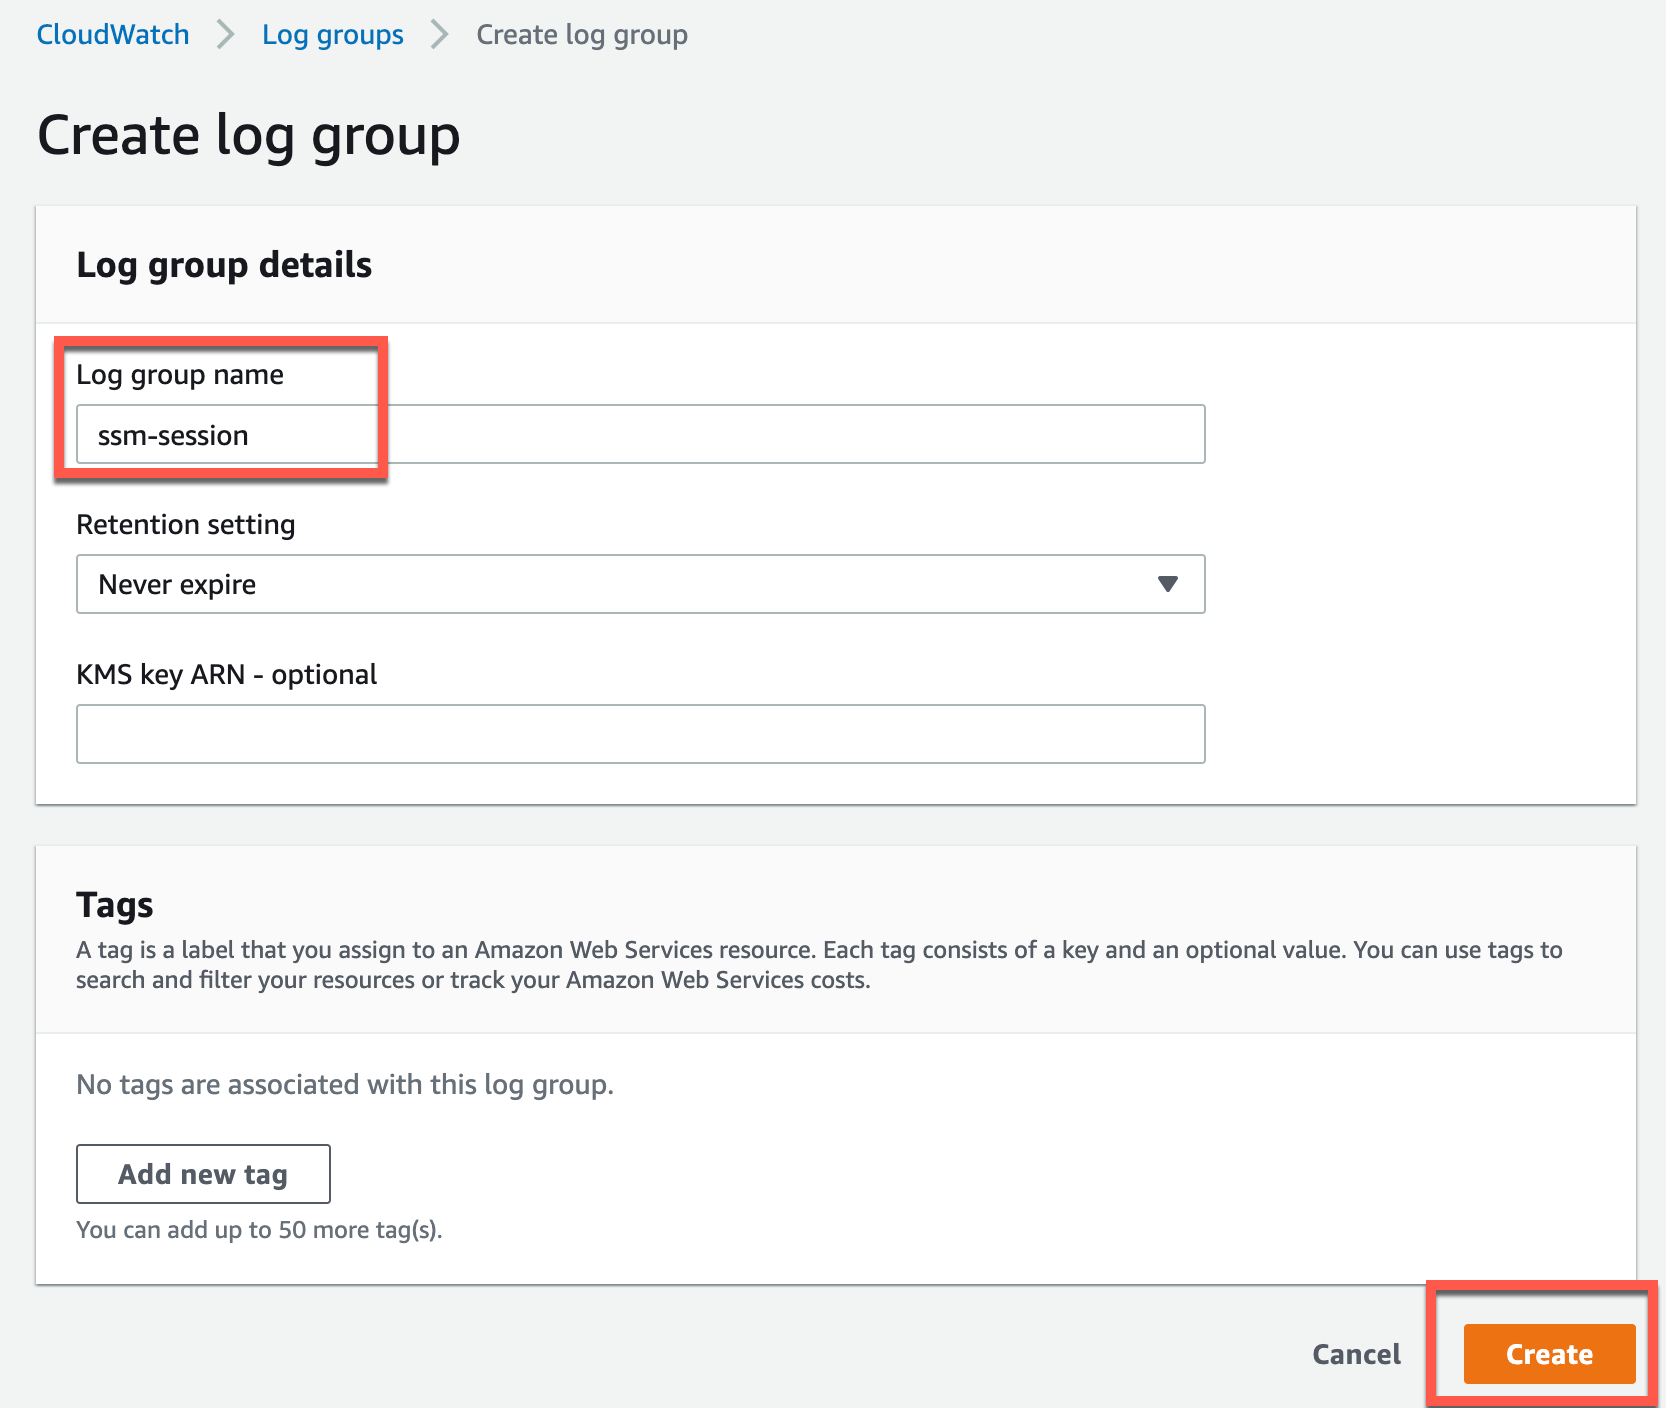 CloudWatch > Log groups > Create log group
Create log group
Log group details
Log group name
ssm-session
Retention setting
Never expire
KMS key ARN - optional
Tags
A tag is a label that you assign to an Amazon Web Services resource. Each tag consists of a key and an optional value. You can use tags to
search and filter your resources or track your Amazon Web Services costs.
No tags are associated with this log group.
Add new tag
You can add up to 50 more tag(s).
Cancel Create